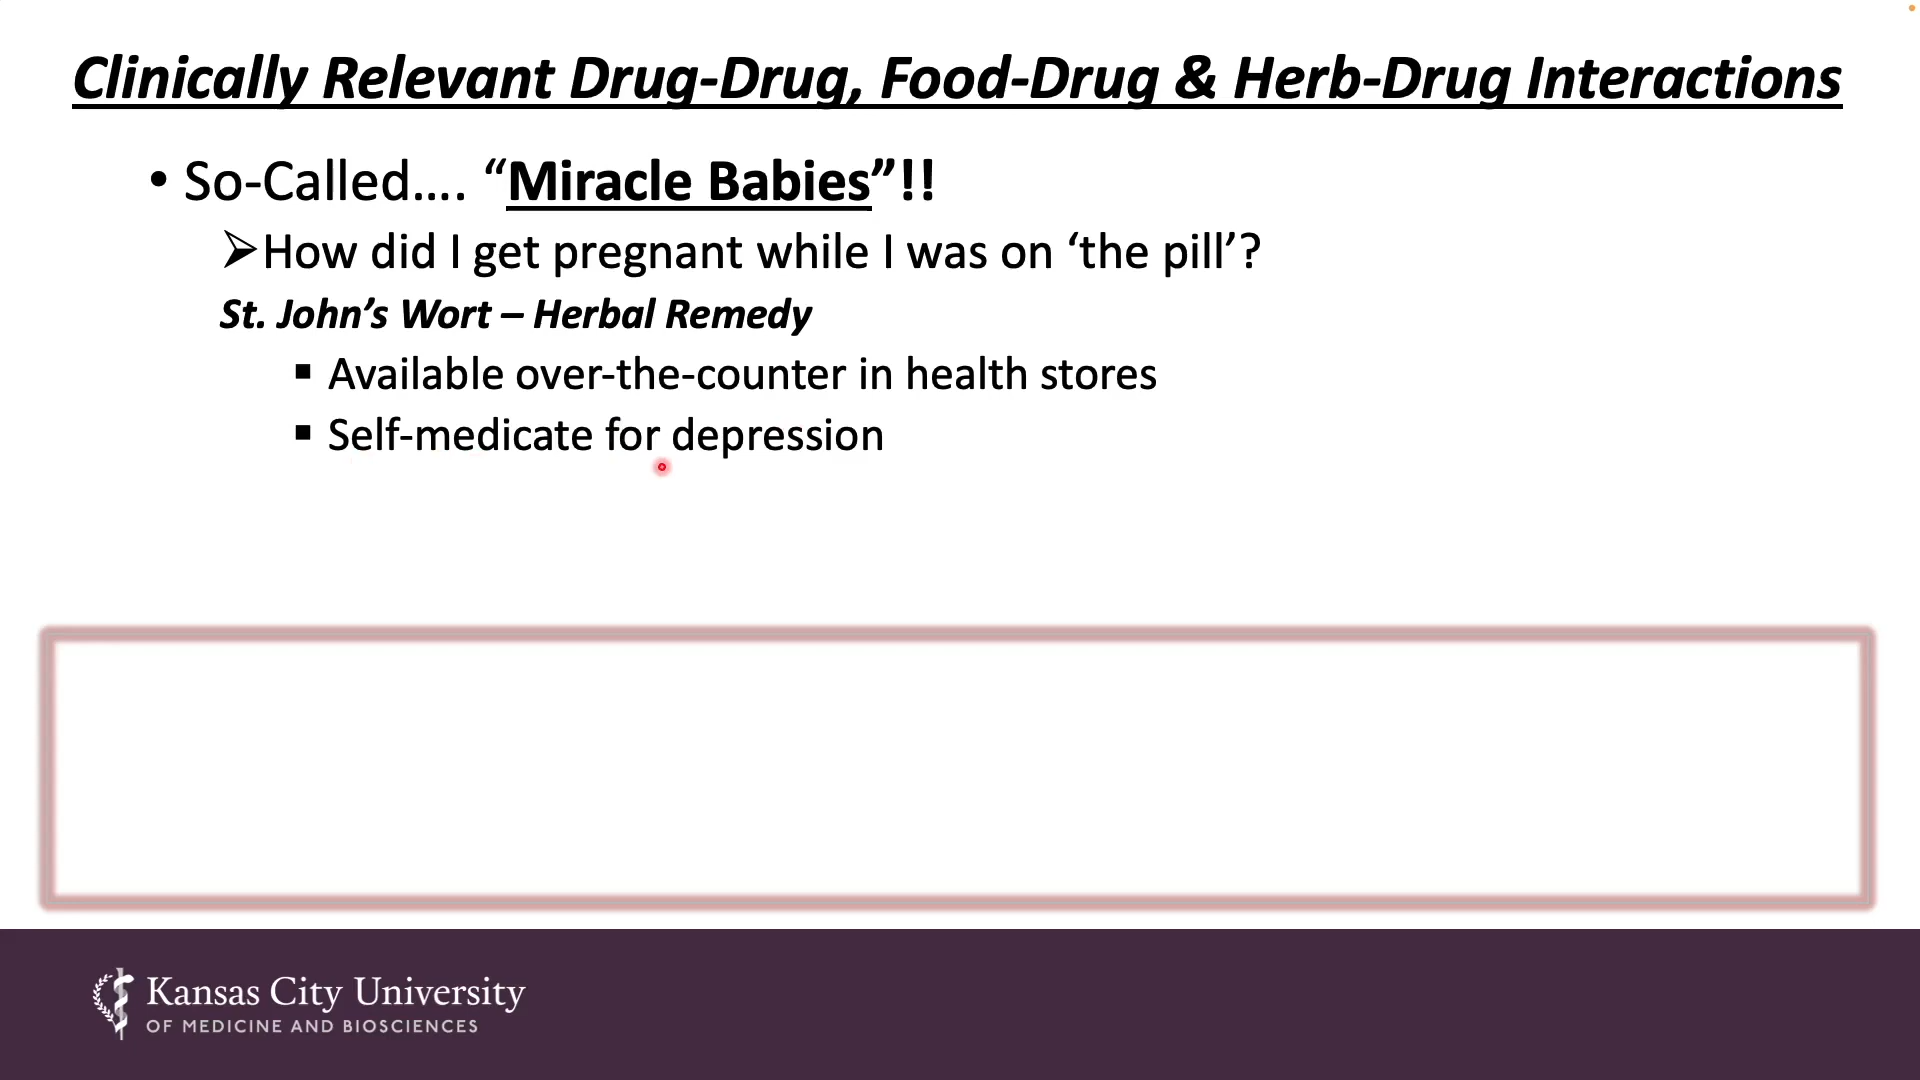 Clinically Relevant Drug-Drug, Food-Drug & Herb-Drug Interactions
• So-Called…. “Miracle Babies”!!
➢How did I get pregnant while I was on ‘the pill’?
St. John’s Wort – Herbal Remedy
▪ Available over-the-counter in health stores
▪ Self-medicate for depression
Kansas City University
OF MEDICINE AND BIOSCIENCES